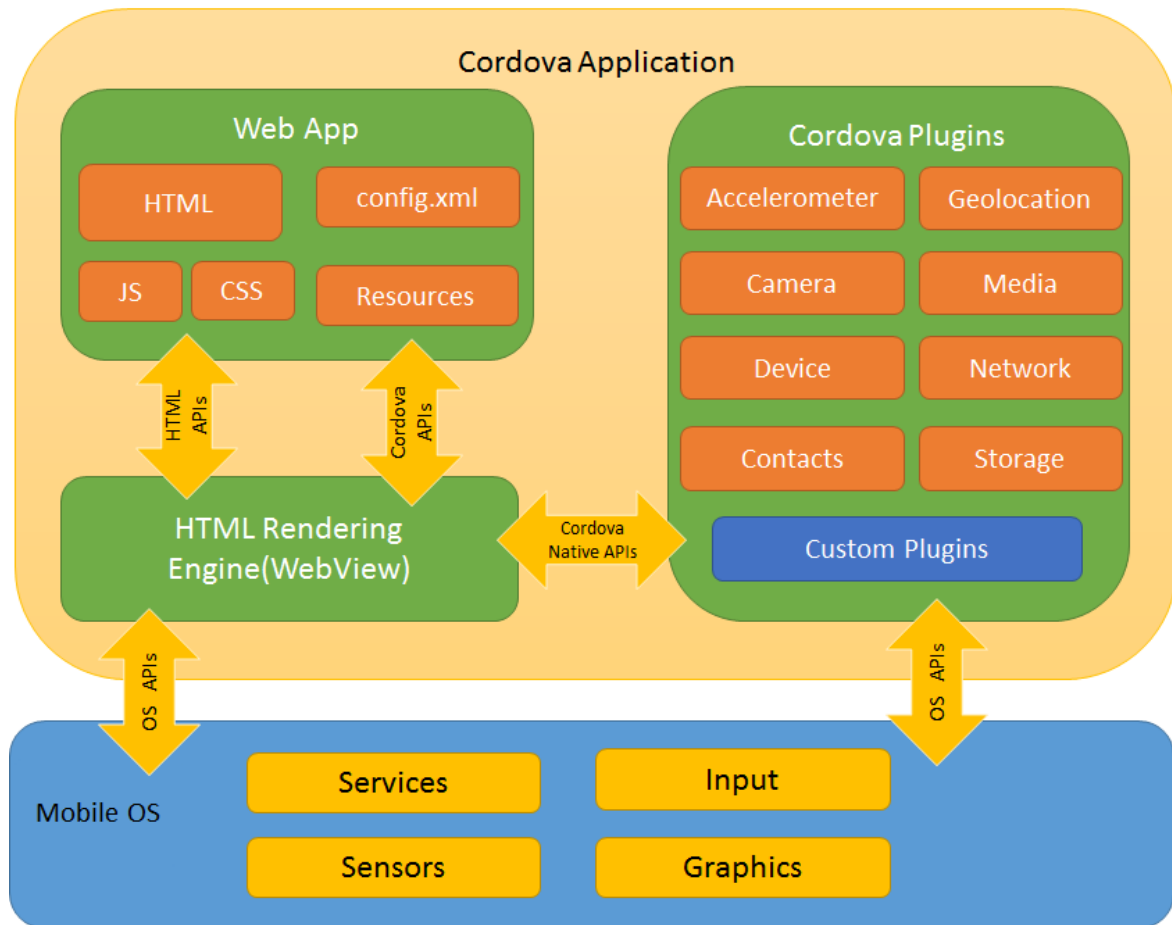 Cordova Application
Web App
HTML
config.xml
JS
CSS
Resources
HTML
APIs
Cordova
APIs
HTML Rendering
Engine(WebView)
Cordova
Native APIs
Cordova Plugins
Accelerometer
Geolocation
Camera
Media
Device
Network
Contacts
Storage
Custom Plugins
OS APIs
OS APIs
Mobile OS
Services
Input
Sensors
Graphics